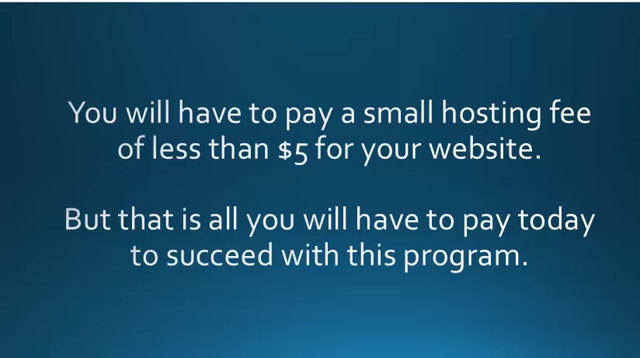 You will have to pay a small hosting fee
of less than $5 for your website.
But that is all you will have to pay today
to succeed with this program.